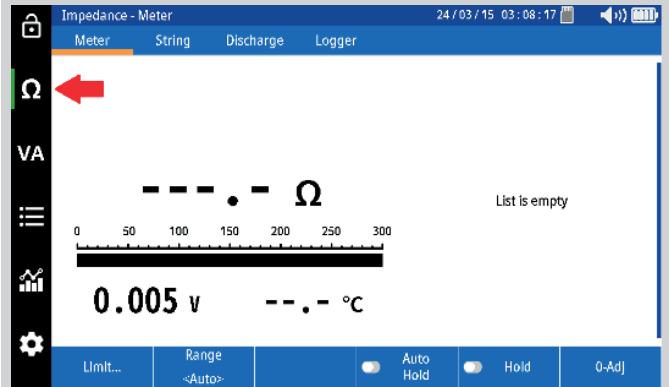 Impedance - Meter 24/03/15 03:08:17
Meter String Discharge Logger
Ω
VA
---.- Ω
List is empty
0 50 100 150 200 250 300
0.005 V --.- °C
Limit... Range <Auto> Auto Hold Hold 0-Adj